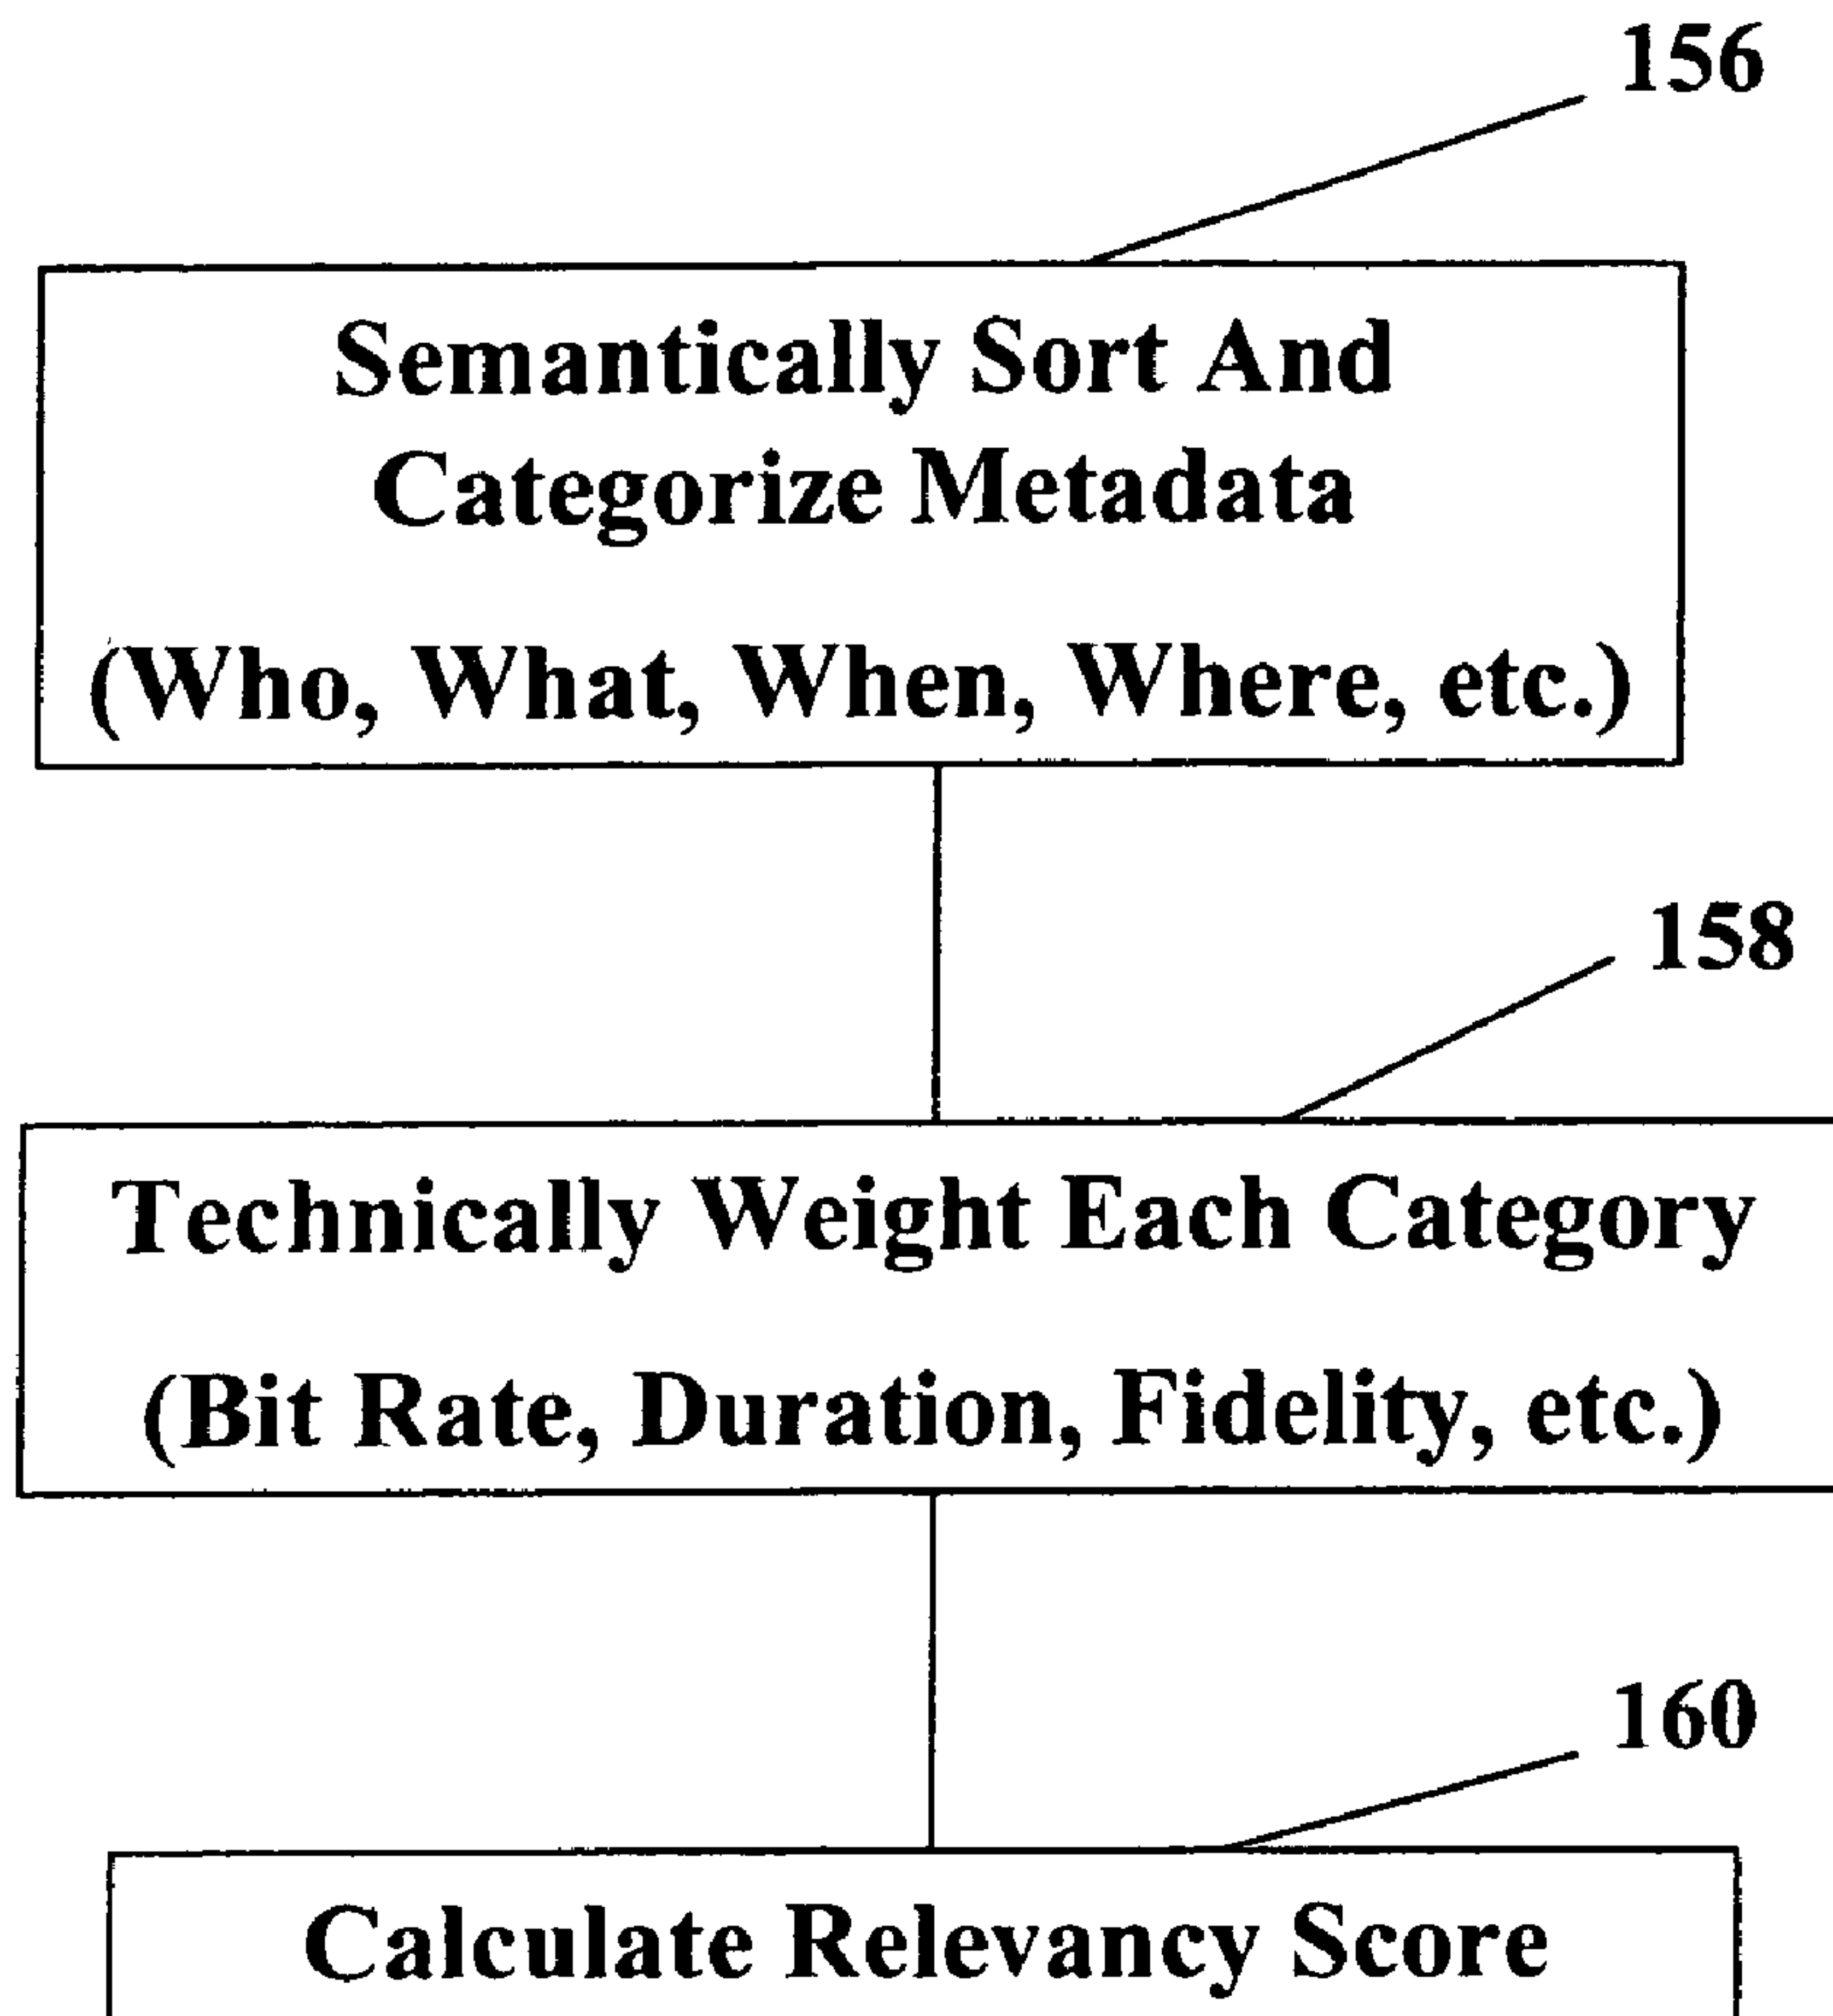 156
Semantically Sort And
Categorize Metadata
(Who, What, When, Where, etc.)
158
Technically Weight Each Category
(Bit Rate, Duration, Fidelity, etc.)
160
Calculate Relevancy Score